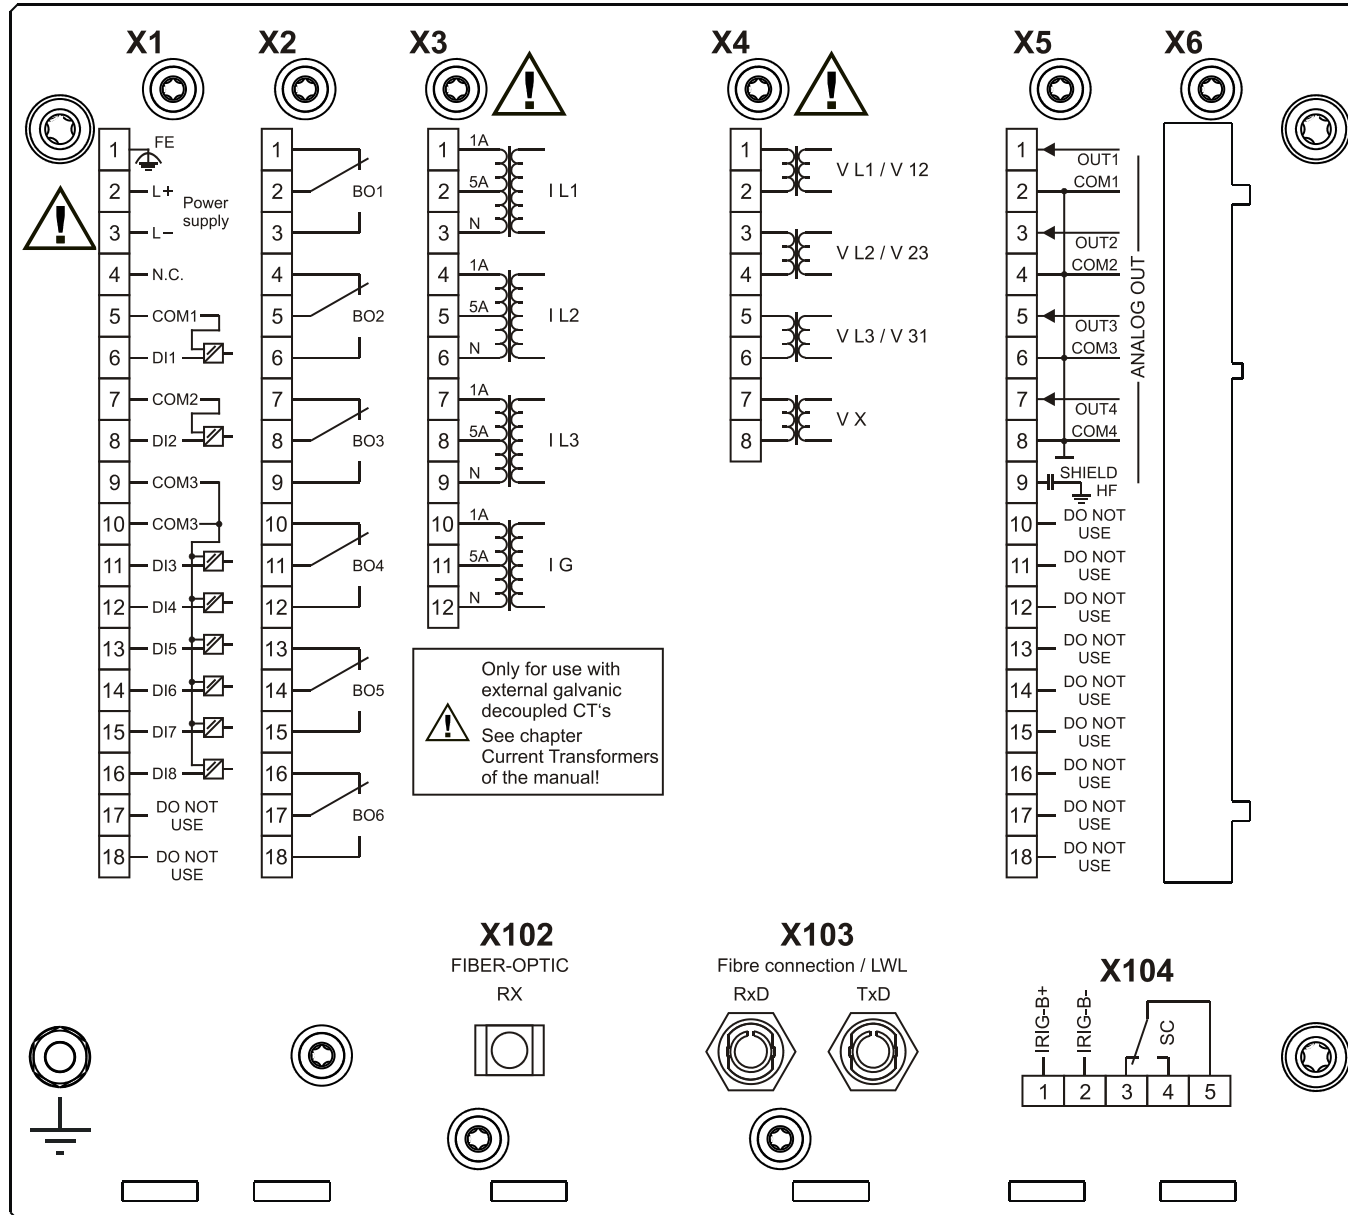 X1
X2
X3
X4
X5
X6
1 FE
2 L+
Power
supply
3 L–
4 N.C.
5 COM1
6 DI1
7 COM2
8 DI2
9 COM3
10 COM3
11 DI3
12 DI4
13 DI5
14 DI6
15 DI7
16 DI8
17 DO NOT
USE
18 DO NOT
USE
1
2 BO1
3
4
5 BO2
6
7
8 BO3
9
10
11 BO4
12
13
14 BO5
15
16
17 BO6
18
!
!
!
1 1A
2 5A I L1
3 N
4 1A
5 5A I L2
6 N
7 1A
8 5A I L3
9 N
10 1A
11 5A I G
12 N
!
Only for use with
external galvanic
decoupled CT‘s
See chapter
Current Transformers
of the manual!
1
V L1 / V 12
2
3
V L2 / V 23
4
5
V L3 / V 31
6
7
V X
8
1 OUT1
2 COM1
3 OUT2
4 COM2
5 OUT3
6 COM3
7 OUT4
8 COM4
ANALOG OUT
9 SHIELD
HF
10 DO NOT
USE
11 DO NOT
USE
12 DO NOT
USE
13 DO NOT
USE
14 DO NOT
USE
15 DO NOT
USE
16 DO NOT
USE
17 DO NOT
USE
18 DO NOT
USE
X102
FIBER-OPTIC
RX
X103
Fibre connection / LWL
RxD TxD
X104
IRIG-B+
IRIG-B-
SC
1 2 3 4 5